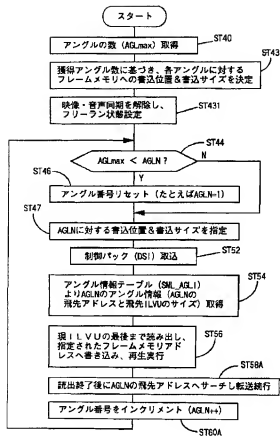 スタート
アングルの数(AGLmax)取得
ST40
獲得アングル数に基づき、各アングルに対する
フレームメモリへの書込位置&書込サイズを決定
ST43
映像・音声同期を解除し、
フリーラン状態設定
ST431
AGLmax < AGLN?
ST44
N
Y
ST46
アングル番号リセット(たとえばAGLN=1)
ST47
AGLNに対する書込位置&書込サイズを指定
制御パック(DSI)取込
ST52
アングル情報テーブル(SML_AGLI)
よりAGLNのアングル情報(AGLNの
飛先アドレスと飛先ILVUのサイズ)取得
ST54
現ILVUの最後まで読み出し、
指定されたフレームメモリアド
レスへ書き込み、再生実行
ST56
読出終了後にAGLNの飛先アドレスへサーチし転送続行
ST58A
アングル番号をインクリメント(AGLN++)
ST60A